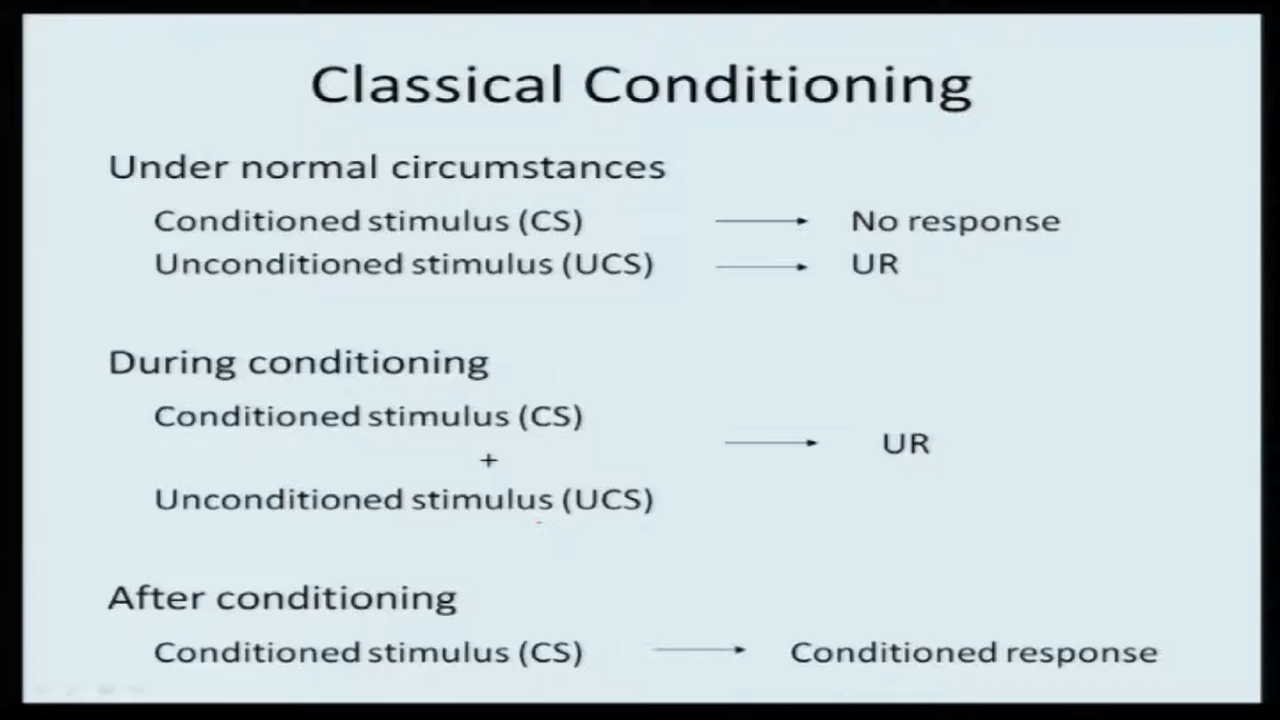 Classical Conditioning
Under normal circumstances
Conditioned stimulus (CS) → No response
Unconditioned stimulus (UCS) → UR
During conditioning
Conditioned stimulus (CS)
+ → UR
Unconditioned stimulus (UCS)
After conditioning
Conditioned stimulus (CS) → Conditioned response